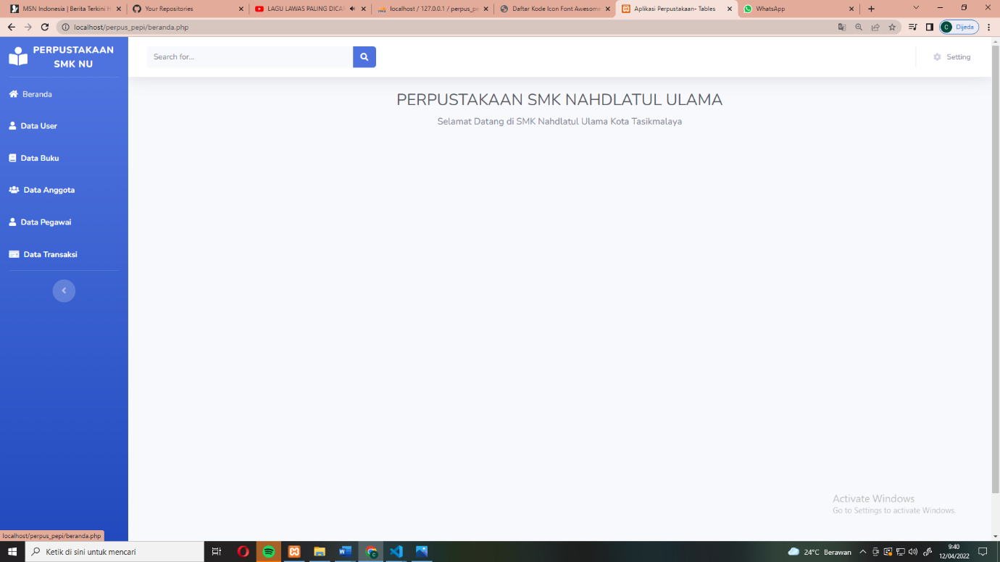 MSN Indonesia | Berita Terkini H
Your Repositories
LAGU LAWAS PALING DICAR
localhost / 127.0.0.1 / perpus_pe
Daftar Kode Icon Font Awesome
Aplikasi Perpustakaan- Tables
WhatsApp
localhost/perpus_pepi/beranda.php
C
Dijeda
PERPUSTAKAAN
SMK NU
Search for...
Setting
Beranda
Data User
Data Buku
Data Anggota
Data Pegawai
Data Transaksi
PERPUSTAKAAN SMK NAHDLATUL ULAMA
Selamat Datang di SMK Nahdlatul Ulama Kota Tasikmalaya
Activate Windows
Go to Settings to activate Windows.
localhost/perpus_pepi/beranda.php
Ketik di sini untuk mencari
24°C Berawan
9:40
12/04/2022